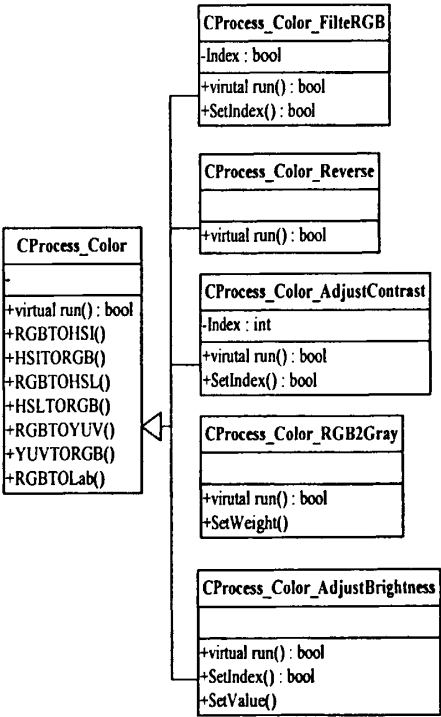 CProcess_Color_FilteRGB
-Index : bool
+virutal run() : bool
+SetIndex() : bool
CProcess_Color_Reverse
+virtual run() : bool
CProcess_Color
-
+virtual run() : bool
+RGBTOHSI()
+HSITORGB()
+RGBTOHSL()
+HSLTORGB()
+RGBTOYUV()
+YUVTORGB()
+RGBTOLab()
CProcess_Color_AdjustContrast
-Index : int
+virutal run() : bool
+SetIndex() : bool
CProcess_Color_RGB2Gray
+virutal run() : bool
+SetWeight()
CProcess_Color_AdjustBrightness
+virtual run() : bool
+SetIndex() : bool
+SetValue()